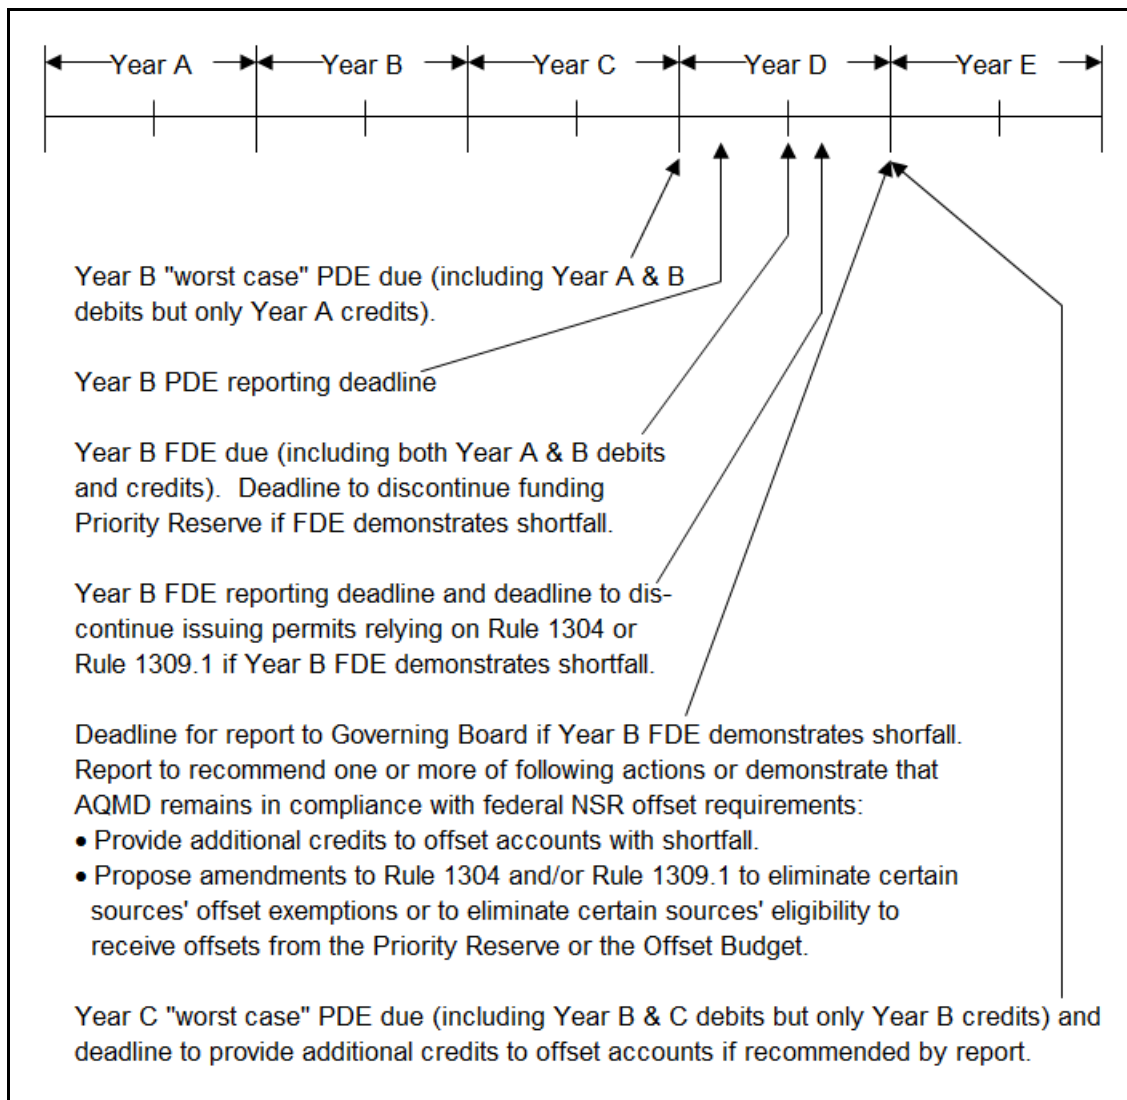 Year A Year B Year C Year D Year E
Year B "worst case" PDE due (including Year A & B
debits but only Year A credits).
Year B PDE reporting deadline
Year B FDE due (including both Year A & B debits
and credits).  Deadline to discontinue funding
Priority Reserve if FDE demonstrates shortfall.
Year B FDE reporting deadline and deadline to dis-
continue issuing permits relying on Rule 1304 or
Rule 1309.1 if Year B FDE demonstrates shortfall.
Deadline for report to Governing Board if Year B FDE demonstrates shorfall.
Report to recommend one or more of following actions or demonstrate that
AQMD remains in compliance with federal NSR offset requirements:
• Provide additional credits to offset accounts with shortfall.
• Propose amendments to Rule 1304 and/or Rule 1309.1 to eliminate certain
sources' offset exemptions or to eliminate certain sources' eligibility to
receive offsets from the Priority Reserve or the Offset Budget.
Year C "worst case" PDE due (including Year B & C debits but only Year B credits) and
deadline to provide additional credits to offset accounts if recommended by report.